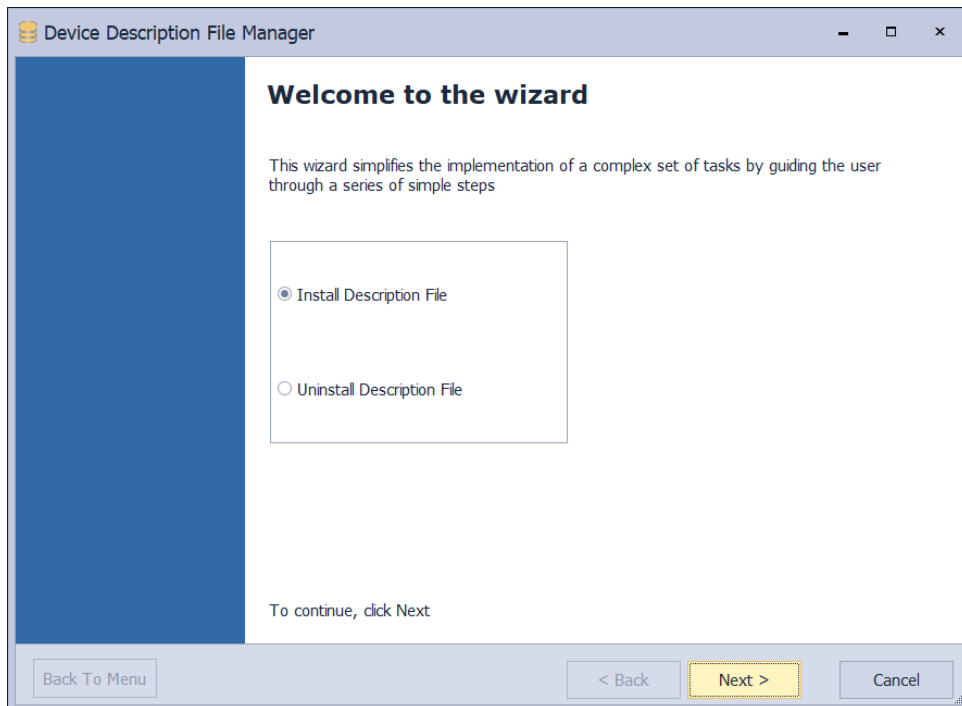 Device Description File Manager
Welcome to the wizard
This wizard simplifies the implementation of a complex set of tasks by guiding the user
through a series of simple steps
Install Description File
Uninstall Description File
To continue, click Next
Back To Menu
< Back
Next >
Cancel